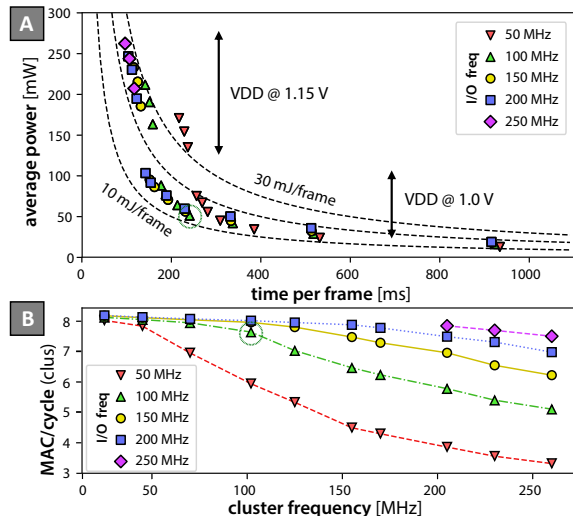 A
300
250
200
150
100
50
0
average power [mW]
VDD @ 1.15 V
VDD @ 1.0 V
30 mJ/frame
10 mJ/frame
I/O freq
50 MHz
100 MHz
150 MHz
200 MHz
250 MHz
0
200
400
600
800
1000
time per frame [ms]
B
8
7
6
5
4
3
MAC/cycle (clus)
I/O freq
50 MHz
100 MHz
150 MHz
200 MHz
250 MHz
0
50
100
150
200
250
cluster frequency [MHz]